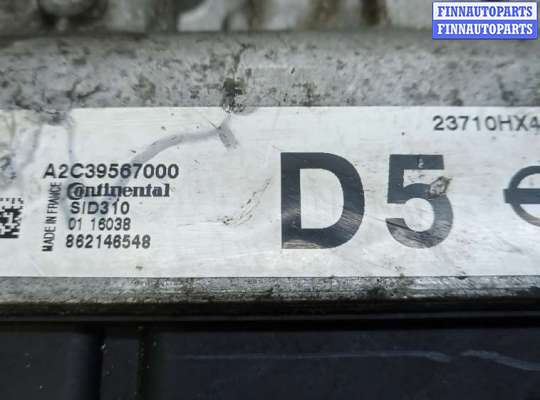 FINNAUTOPARTS
FINNAUTOPARTS
23710HX4
A2C39567000
Continental
SID310
01 16038
862146548
MADE IN FRANCE
D5